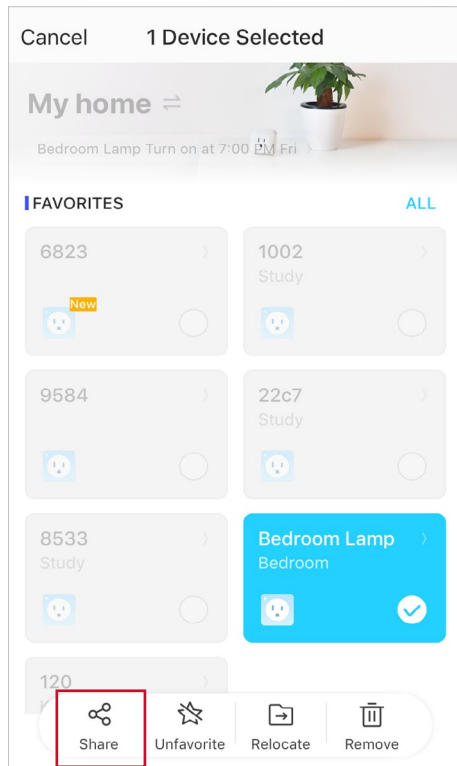 Cancel 1 Device Selected
My home
Bedroom Lamp Turn on at 7:00 PM Fri
FAVORITES ALL
6823
New
1002
Study
9584
22c7
Study
8533
Study
Bedroom Lamp
Bedroom
120
Share Unfavorite Relocate Remove